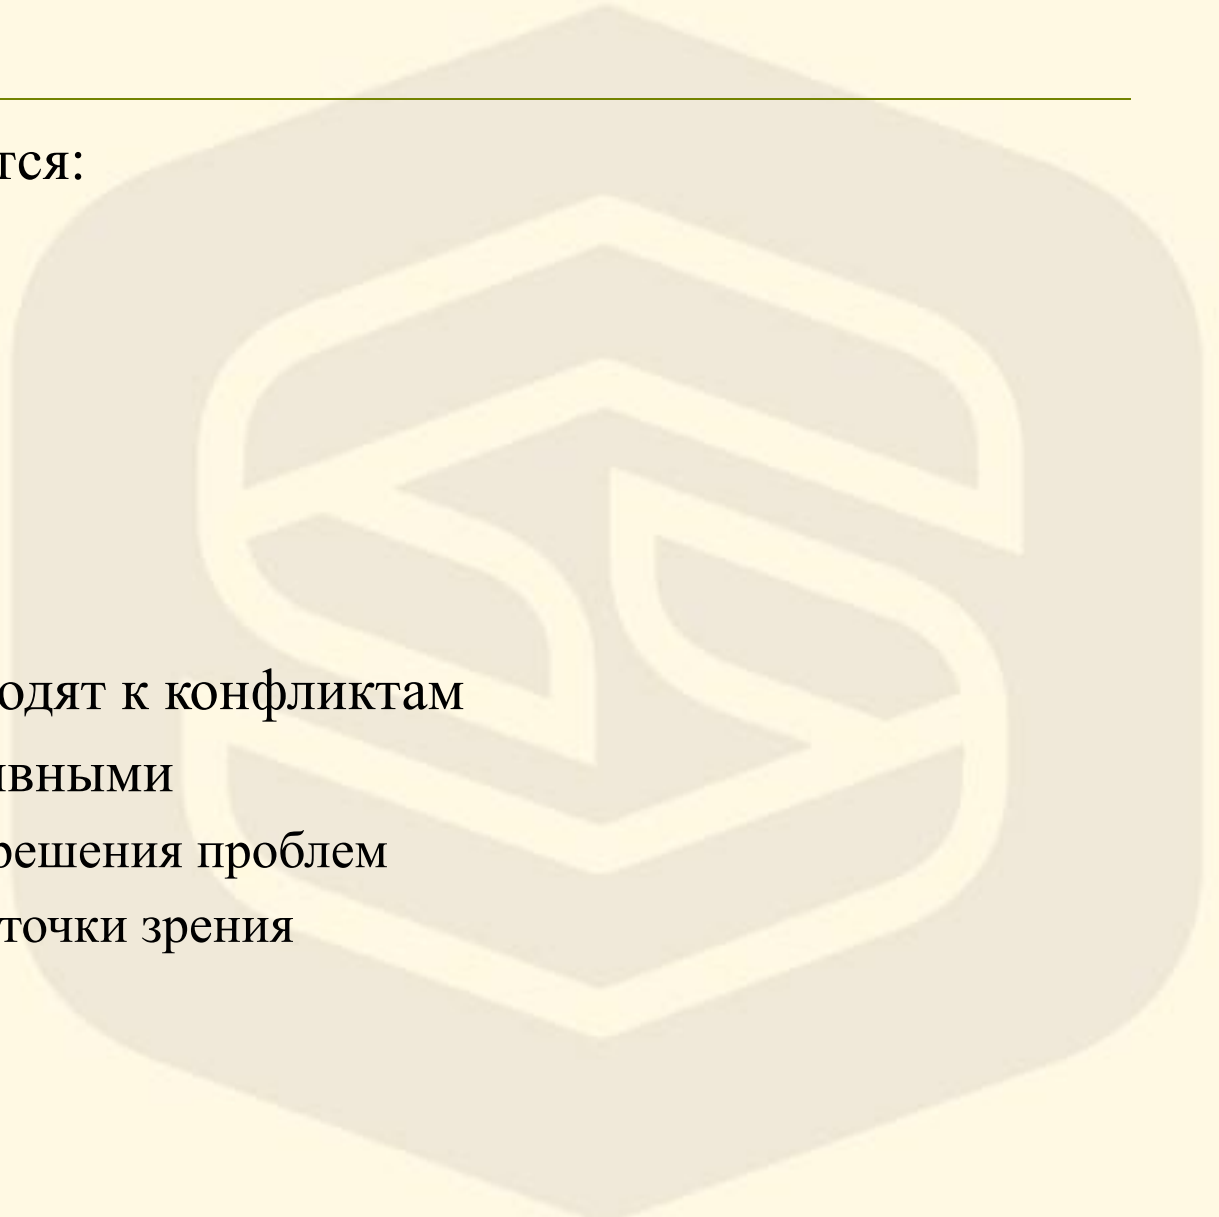 тся:
одят к конфликтам
ивными
решения проблем
точки зрения